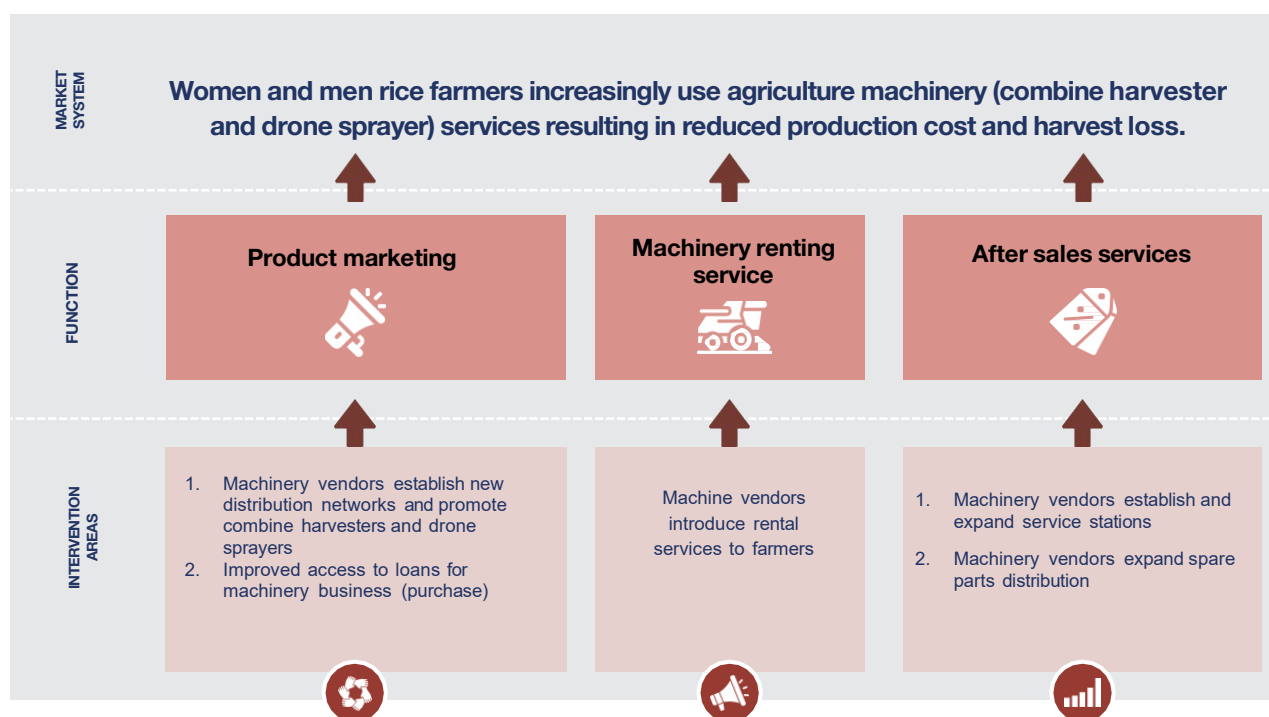 MARKET
SYSTEM
Women and men rice farmers increasingly use agriculture machinery (combine harvester
and drone sprayer) services resulting in reduced production cost and harvest loss.
FUNCTION
Product marketing
Machinery renting
service
After sales services
INTERVENTION
AREAS
1. Machinery vendors establish new
distribution networks and promote
combine harvesters and drone
sprayers
2. Improved access to loans for
machinery business (purchase)
Machine vendors
introduce rental
services to farmers
1. Machinery vendors establish and
expand service stations
2. Machinery vendors expand spare
parts distribution